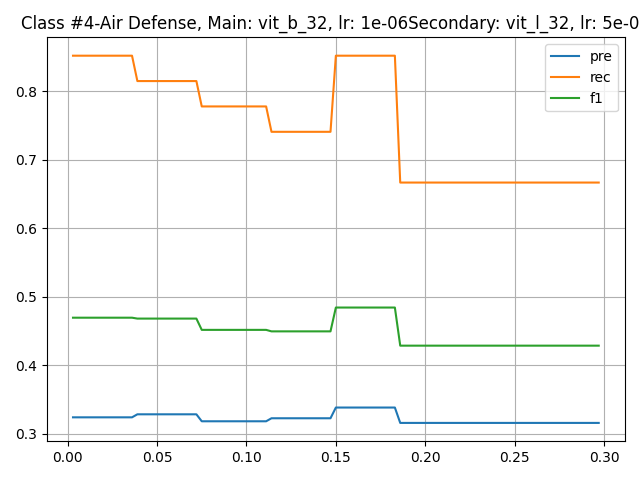 Class #4-Air Defense, Main: vit_b_32, lr: 1e-06Secondary: vit_l_32, lr: 5e-0
pre
rec
f1
0.8
0.7
0.6
0.5
0.4
0.3
0.00 0.05 0.10 0.15 0.20 0.25 0.30